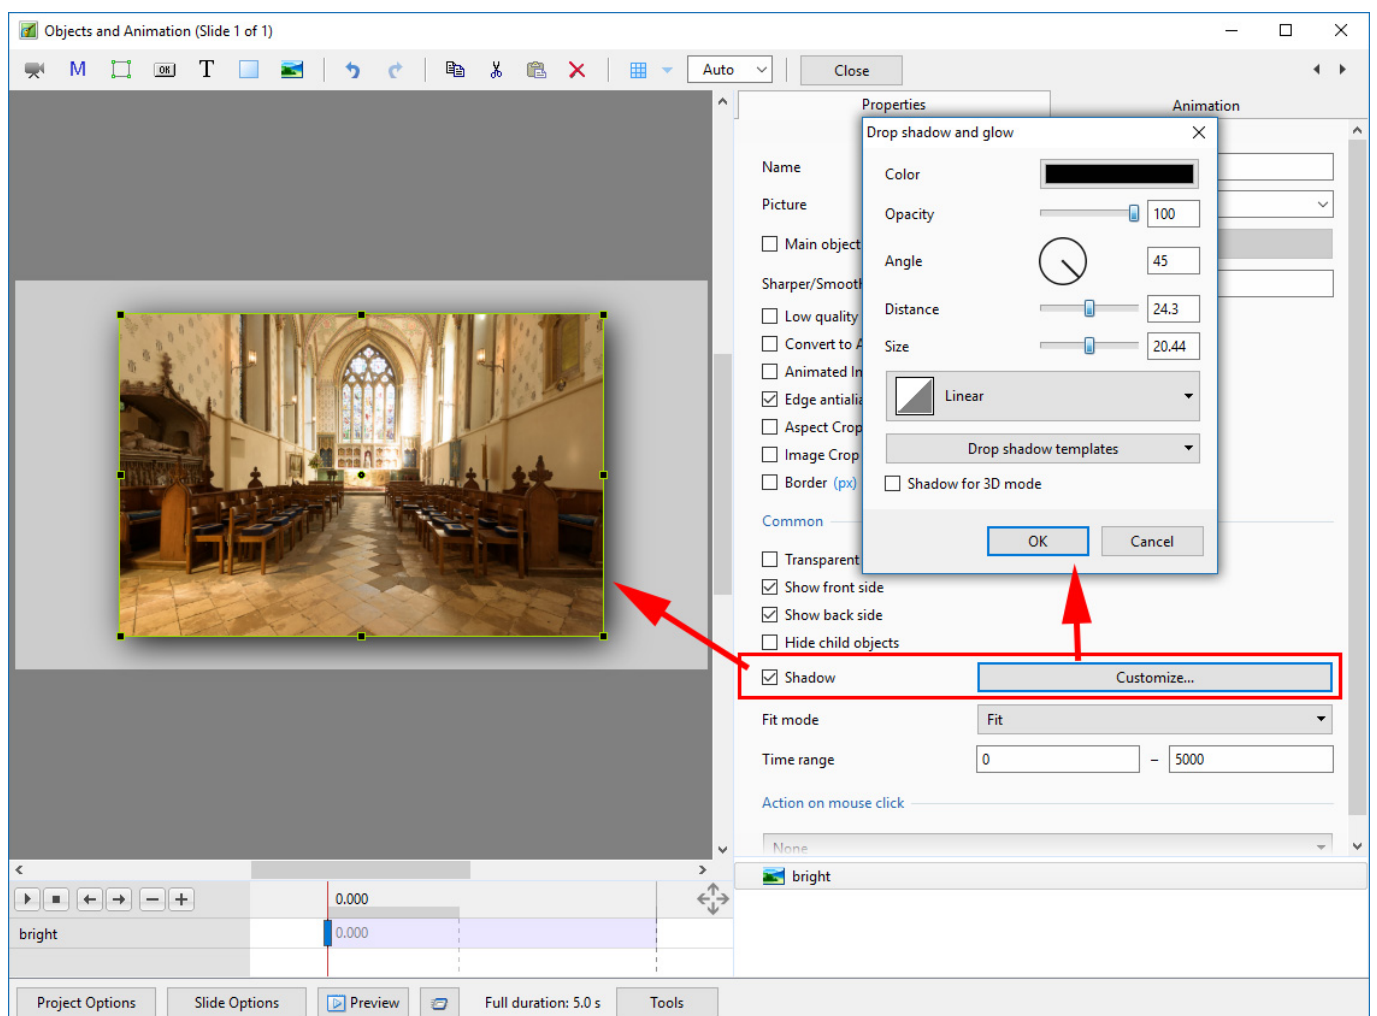 Objects and Animation (Slide 1 of 1)
M OK T Auto Close
Properties Animation
Drop shadow and glow
Name
Color
Picture
Opacity 100
Main object
Angle 45
Sharper/Smooth
Distance 24.3
Low quality
Convert to A
Size 20.44
Animated In
Linear
Edge antialia
Aspect Crop
Drop shadow templates
Image Crop
Border (px)
Shadow for 3D mode
Common
OK Cancel
Transparent
Show front side
Show back side
Hide child objects
Shadow Customize...
Fit mode Fit
Time range 0 – 5000
Action on mouse click
None
bright
0.000
bright 0.000
Project Options Slide Options Preview Full duration: 5.0 s Tools